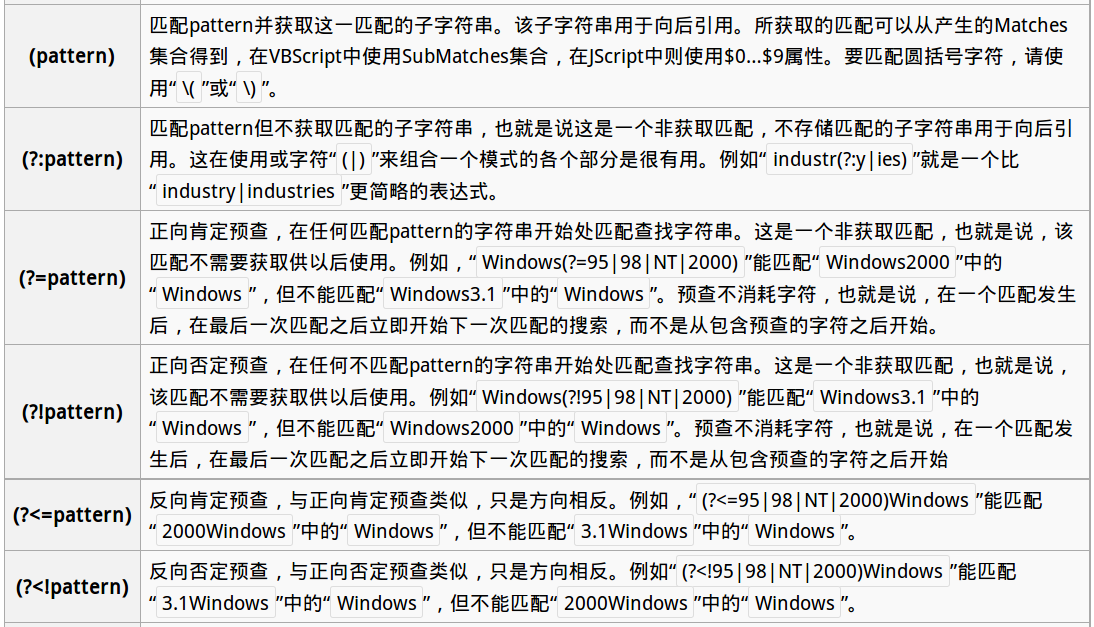 (pattern)
匹配pattern并获取这一匹配的子字符串。该子字符串用于向后引用。所获取的匹配可以从产生的Matches
集合得到，在VBScript中使用SubMatches集合，在JScript中则使用$0…$9属性。要匹配圆括号字符，请使
用“\(”或“\)”。
(?:pattern)
匹配pattern但不获取匹配的子字符串，也就是说这是一个非获取匹配，不存储匹配的子字符串用于向后引
用。这在使用或字符“(|)”来组合一个模式的各个部分是很有用。例如“industr(?:y|ies)”就是一个比
“industry|industries”更简略的表达式。
(?=pattern)
正向肯定预查，在任何匹配pattern的字符串开始处匹配查找字符串。这是一个非获取匹配，也就是说，该
匹配不需要获取供以后使用。例如，“Windows(?=95|98|NT|2000)”能匹配“Windows2000”中的
“Windows”，但不能匹配“Windows3.1”中的“Windows”。预查不消耗字符，也就是说，在一个匹配发生
后，在最后一次匹配之后立即开始下一次匹配的搜索，而不是从包含预查的字符之后开始。
(?!pattern)
正向否定预查，在任何不匹配pattern的字符串开始处匹配查找字符串。这是一个非获取匹配，也就是说，
该匹配不需要获取供以后使用。例如“Windows(?!95|98|NT|2000)”能匹配“Windows3.1”中的
“Windows”，但不能匹配“Windows2000”中的“Windows”。预查不消耗字符，也就是说，在一个匹配发
生后，在最后一次匹配之后立即开始下一次匹配的搜索，而不是从包含预查的字符之后开始
(?<=pattern)
反向肯定预查，与正向肯定预查类似，只是方向相反。例如，“(?<=95|98|NT|2000)Windows”能匹配
“2000Windows”中的“Windows”，但不能匹配“3.1Windows”中的“Windows”。
(?<!pattern)
反向否定预查，与正向否定预查类似，只是方向相反。例如“(?<!95|98|NT|2000)Windows”能匹配
“3.1Windows”中的“Windows”，但不能匹配“2000Windows”中的“Windows”。